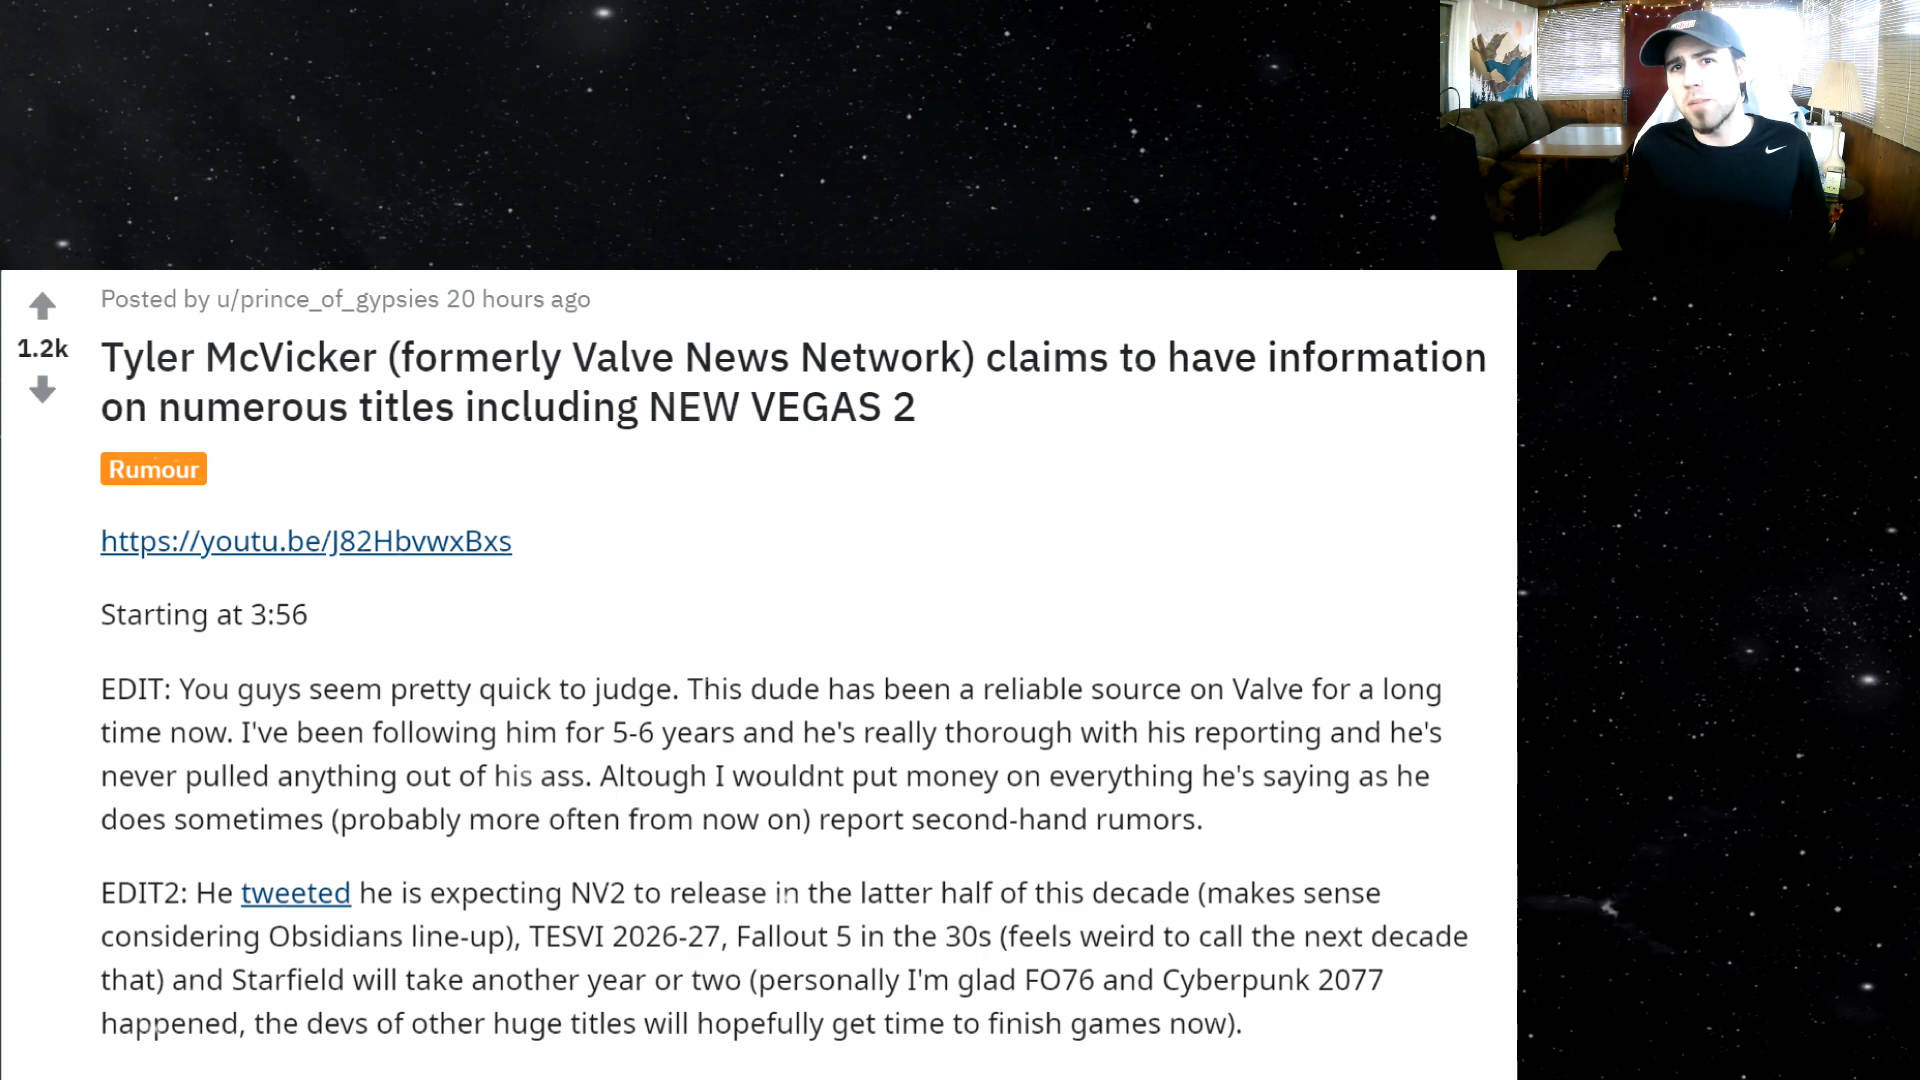 Posted by u/prince_of_gypsies 20 hours ago
1.2k
Tyler McVicker (formerly Valve News Network) claims to have information
on numerous titles including NEW VEGAS 2
Rumour
https://youtu.be/J82HbvwxBxs
Starting at 3:56
EDIT: You guys seem pretty quick to judge. This dude has been a reliable source on Valve for a long
time now. I've been following him for 5-6 years and he's really thorough with his reporting and he's
never pulled anything out of his ass. Altough I wouldnt put money on everything he's saying as he
does sometimes (probably more often from now on) report second-hand rumors.
EDIT2: He tweeted he is expecting NV2 to release in the latter half of this decade (makes sense
considering Obsidians line-up), TESVI 2026-27, Fallout 5 in the 30s (feels weird to call the next decade
that) and Starfield will take another year or two (personally I'm glad FO76 and Cyberpunk 2077
happened, the devs of other huge titles will hopefully get time to finish games now).